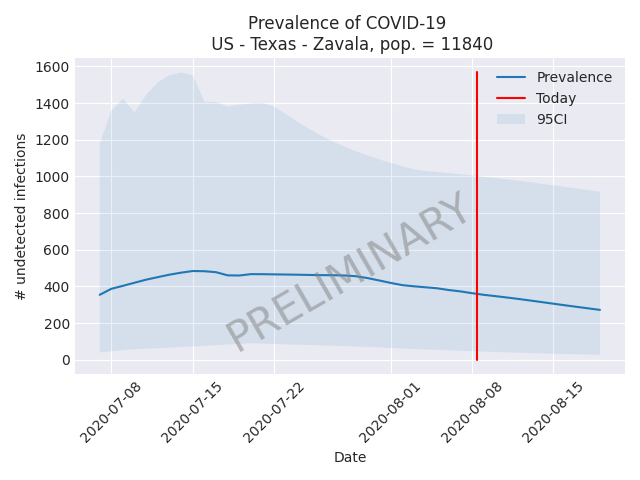 Prevalence of COVID-19
US - Texas - Zavala, pop. = 11840
Prevalence
Today
95CI
# undetected infections
1600
1400
1200
1000
800
600
400
200
0
PRELIMINARY
2020-07-08
2020-07-15
2020-07-22
2020-08-01
2020-08-08
2020-08-15
Date